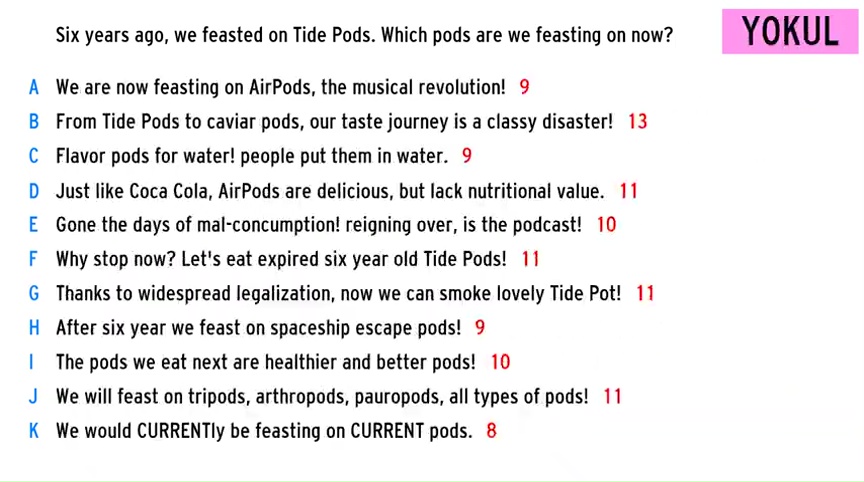 Six years ago, we feasted on Tide Pods. Which pods are we feasting on now?
YOKUL
A We are now feasting on AirPods, the musical revolution! 9
B From Tide Pods to caviar pods, our taste journey is a classy disaster! 13
C Flavor pods for water! people put them in water. 9
D Just like Coca Cola, AirPods are delicious, but lack nutritional value. 11
E Gone the days of mal-concumption! reigning over, is the podcast! 10
F Why stop now? Let's eat expired six year old Tide Pods! 11
G Thanks to widespread legalization, now we can smoke lovely Tide Pot! 11
H After six year we feast on spaceship escape pods! 9
I The pods we eat next are healthier and better pods! 10
J We will feast on tripods, arthropods, pauropods, all types of pods! 11
K We would CURRENTly be feasting on CURRENT pods. 8